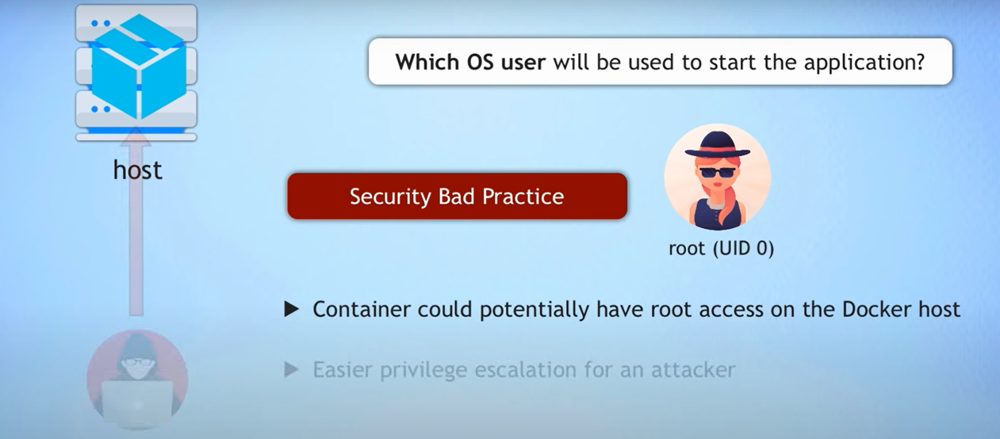 Which OS user will be used to start the application?
host
Security Bad Practice
root (UID 0)
► Container could potentially have root access on the Docker host
► Easier privilege escalation for an attacker